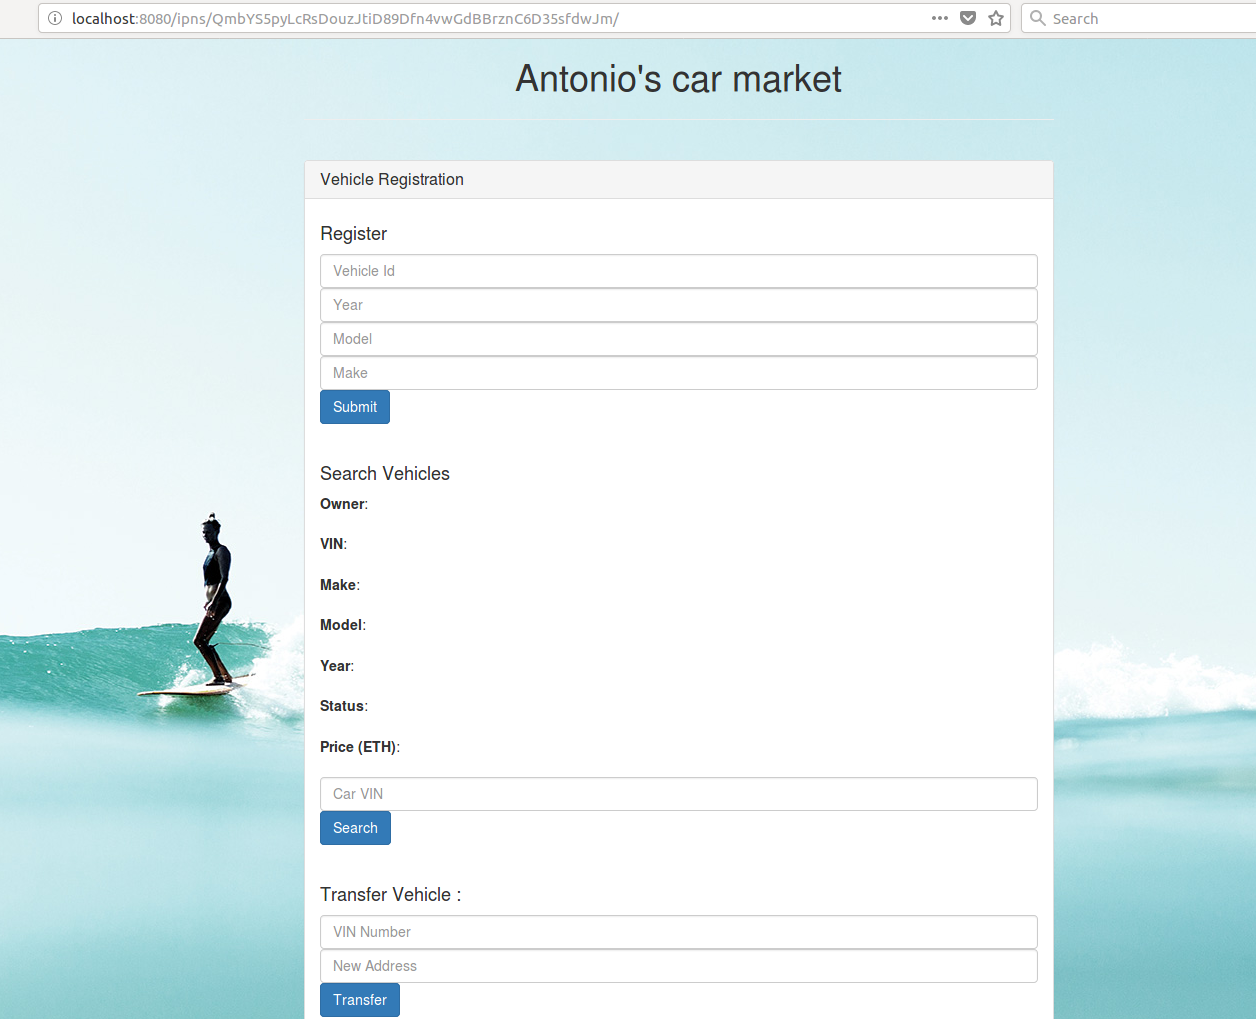 localhost:8080/ipns/QmbYS5pyLcRsDouzJtiD89Dfn4vwGdBBrznC6D35sfdwJm/
Search
Antonio's car market
Vehicle Registration
Register
Vehicle Id
Year
Model
Make
Submit
Search Vehicles
Owner:
VIN:
Make:
Model:
Year:
Status:
Price (ETH):
Car VIN
Search
Transfer Vehicle :
VIN Number
New Address
Transfer